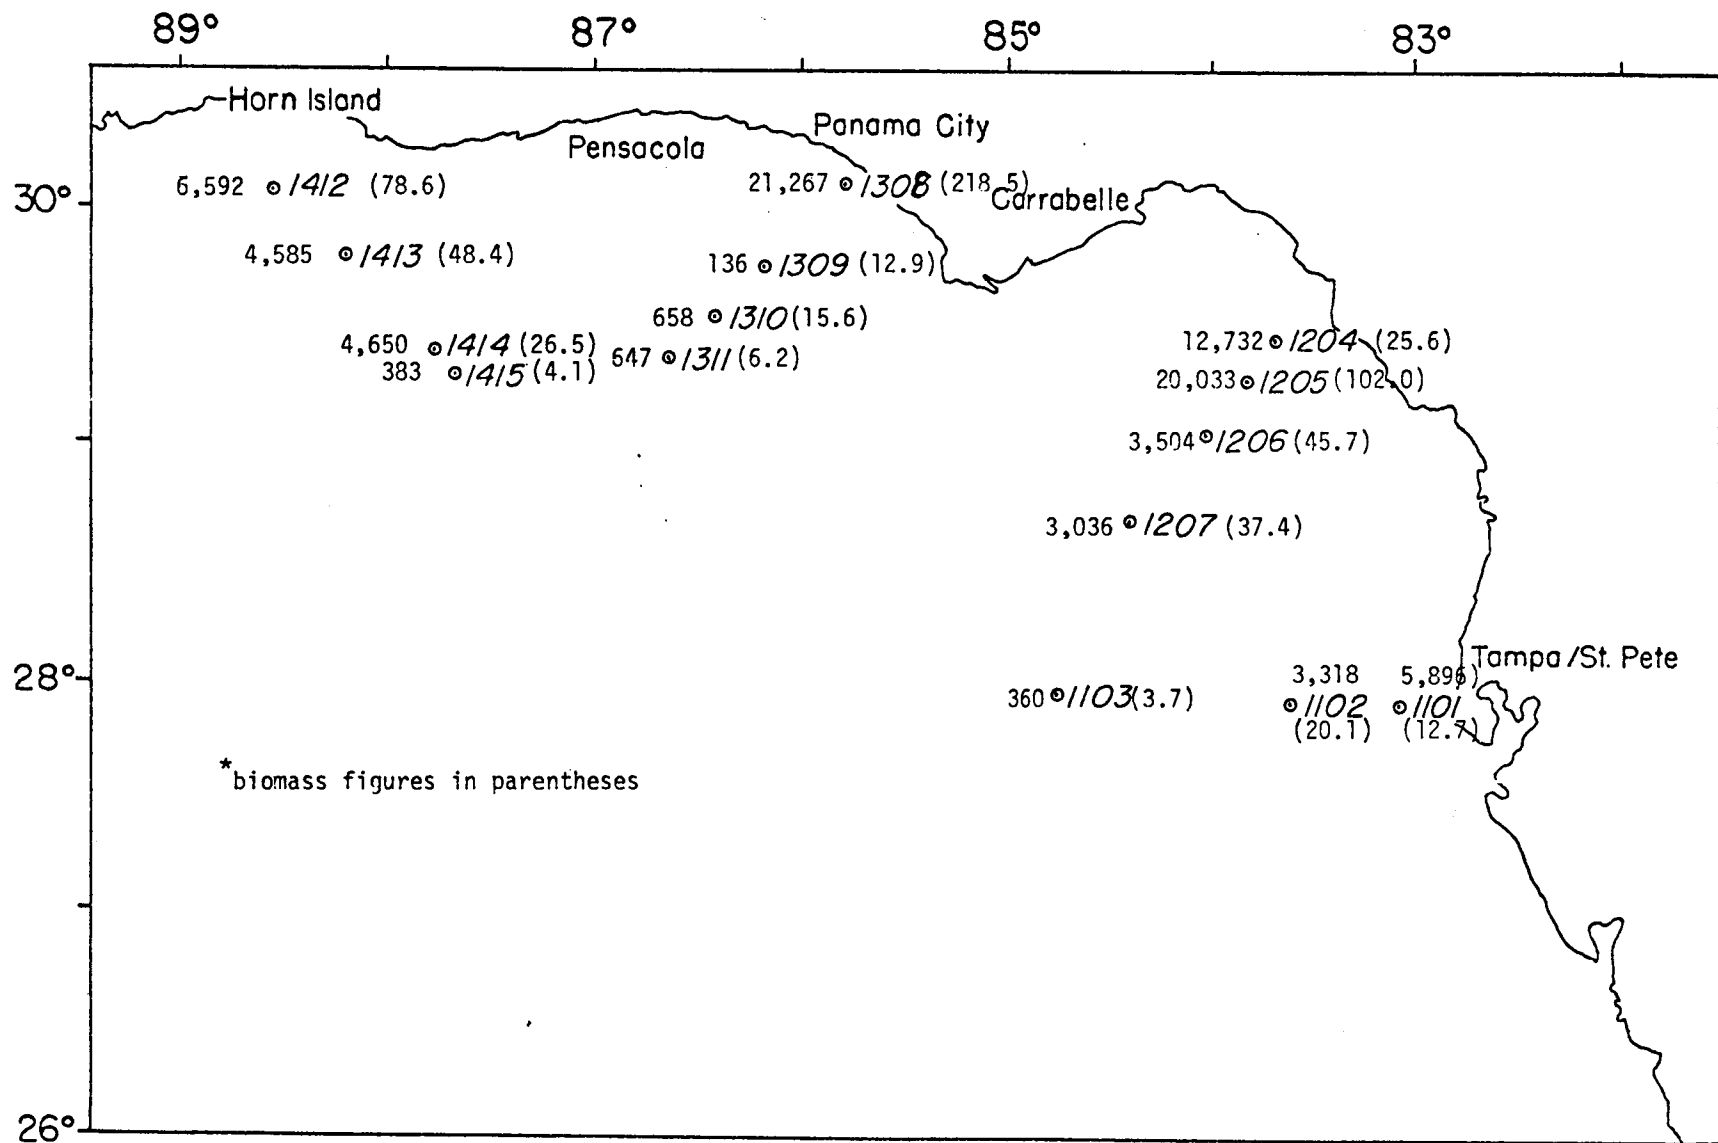 89° 87° 85° 83°
Horn Island
Panama City
Pensacola
30°
6,592 1412 (78.6)
21,267 1308 (218.5)
Carrabelle
4,585 1413 (48.4)
136 1309 (12.9)
658 1310 (15.6)
4,650 1414 (26.5)
647 1311 (6.2)
383 1415 (4.1)
12,732 1204 (25.6)
20,033 1205 (102.0)
3,504 1206 (45.7)
3,036 1207 (37.4)
28°
Tampa/St. Pete
3,318 5,896)
360 1103 (3.7)
1102 1101
(20.1) (12.7)
*biomass figures in parentheses
26°